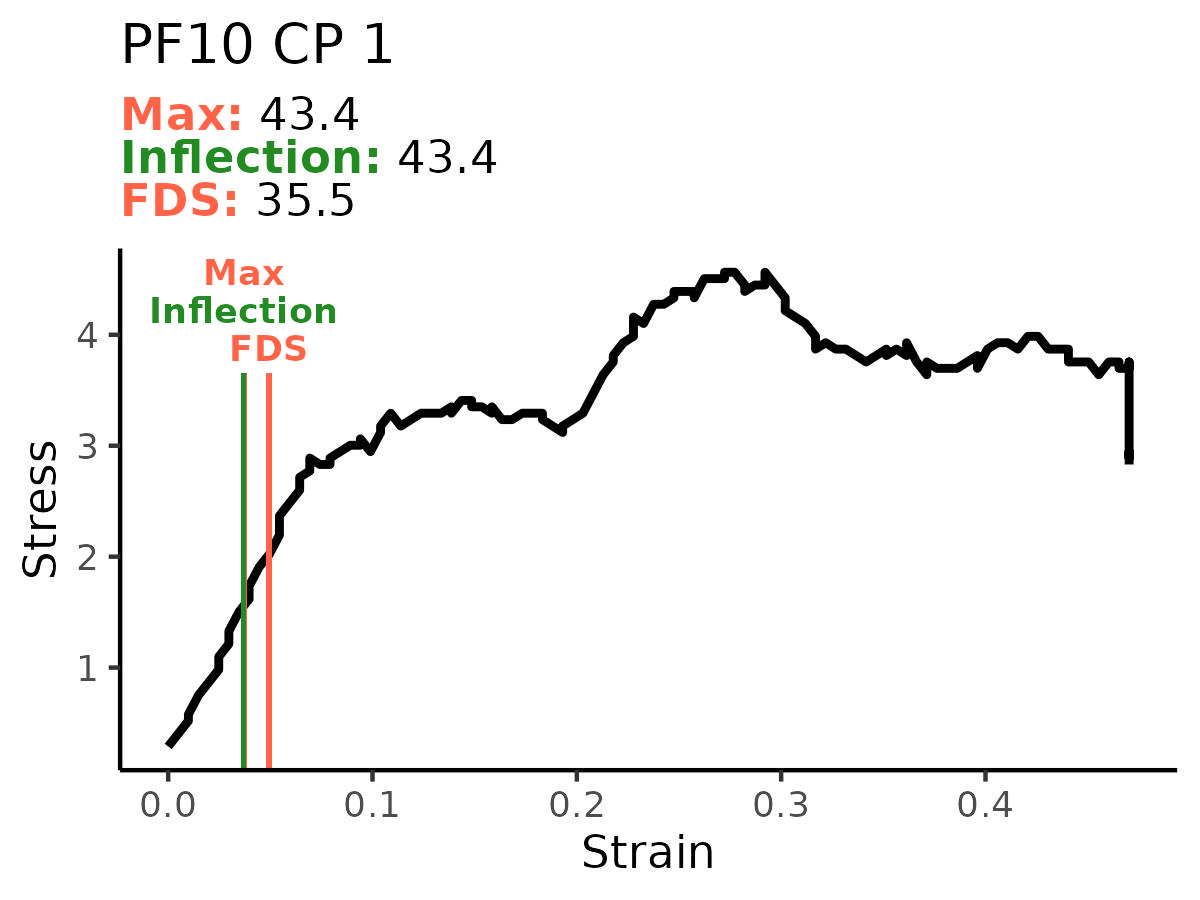 PF10 CP 1
Max: 43.4
Inflection: 43.4
FDS: 35.5
Max
Inflection
FDS
4
3
2
1
Stress
0.0 0.1 0.2 0.3 0.4
Strain